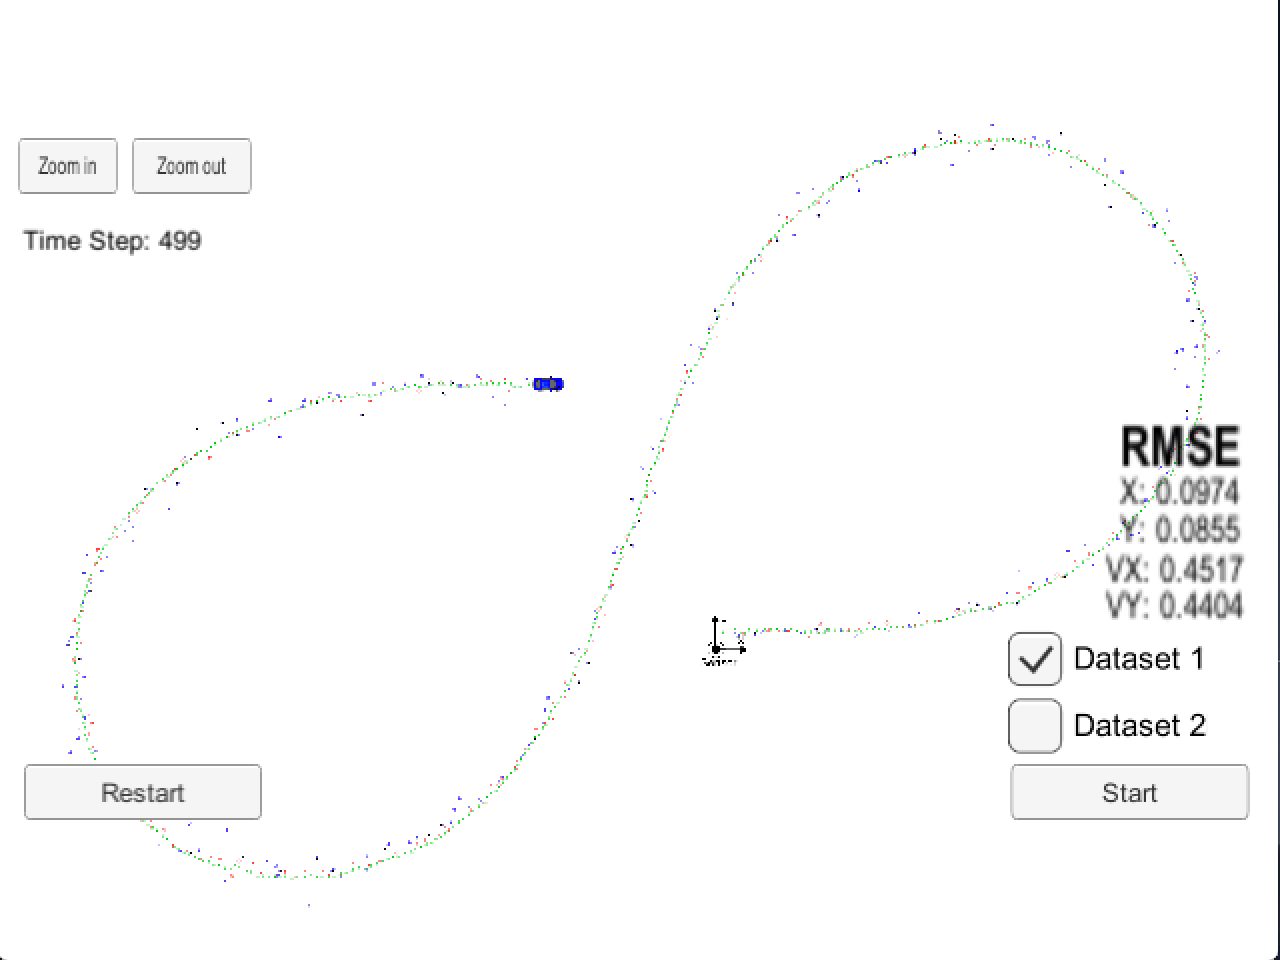 Zoom in
Zoom out
Time Step: 499
RMSE
X: 0.0974
Y: 0.0855
VX: 0.4517
VY: 0.4404
Dataset 1
Dataset 2
Restart
Start